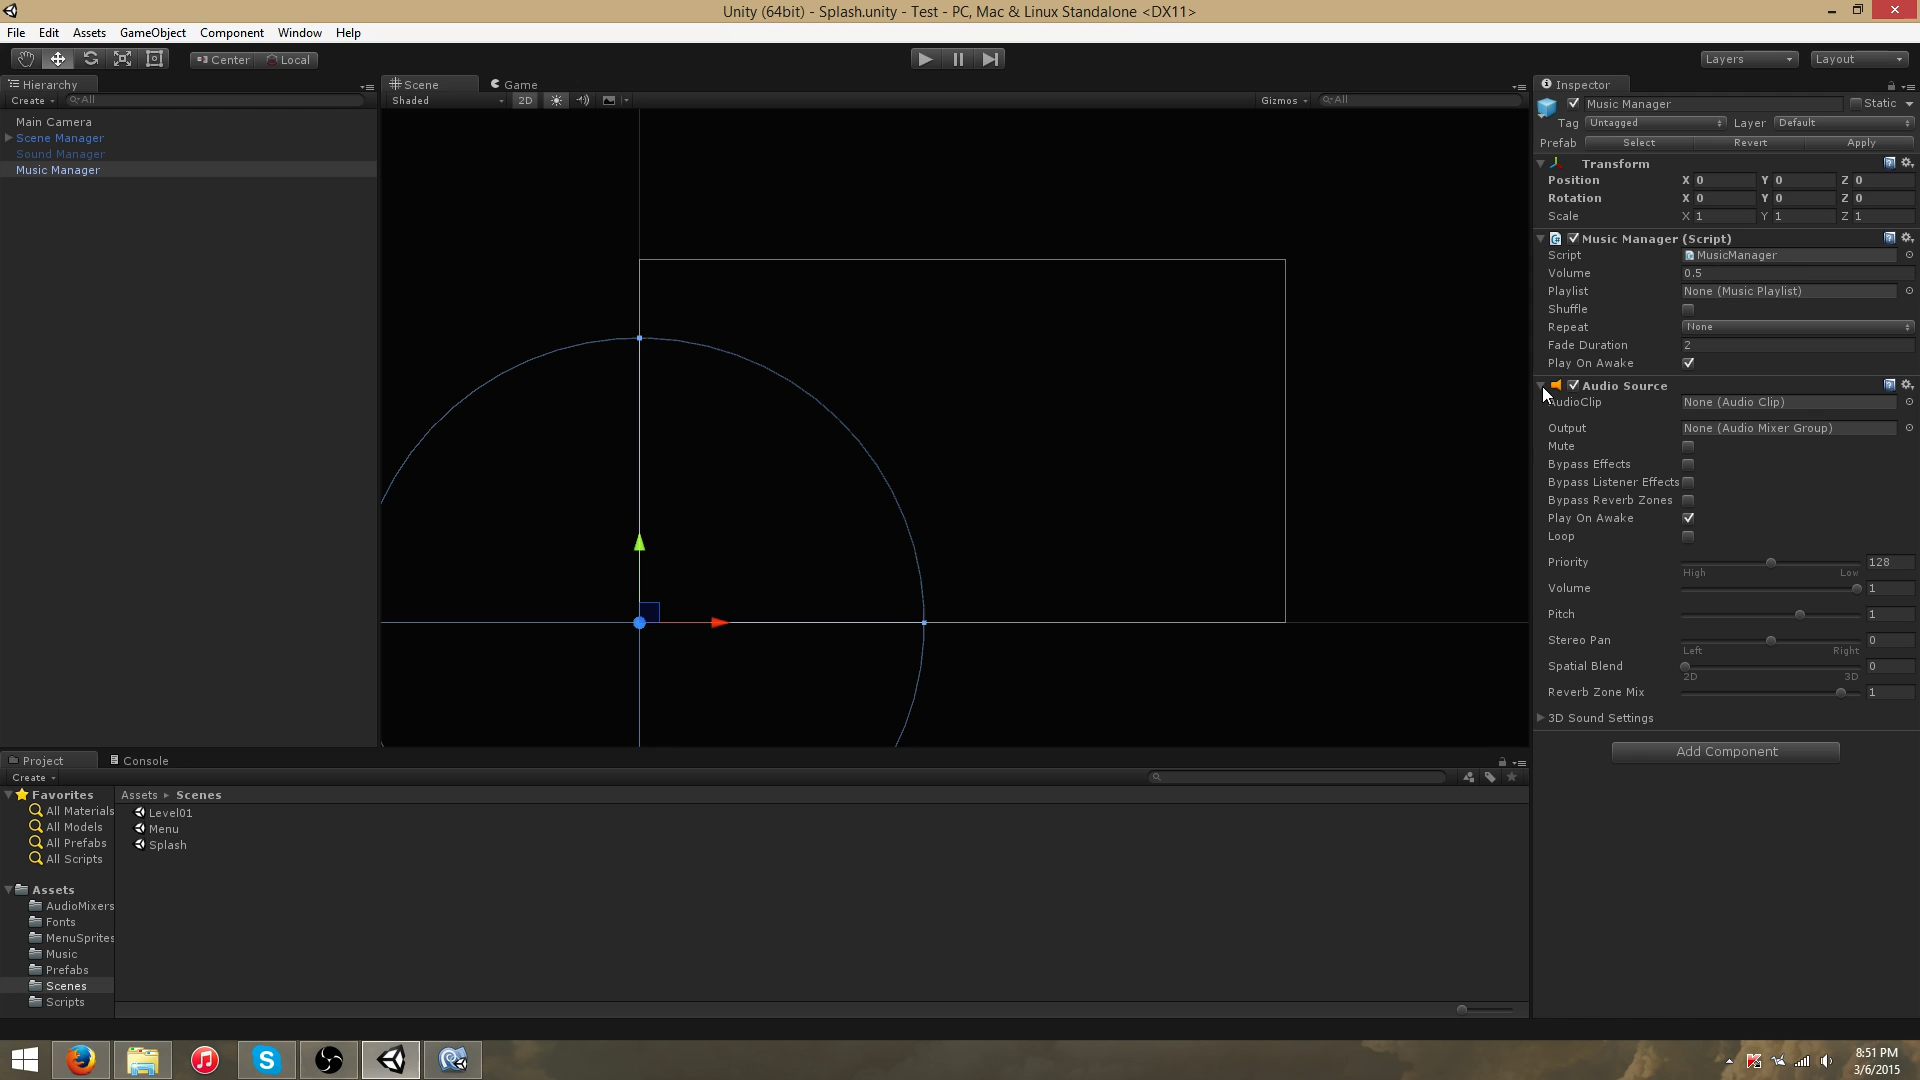 Unity (64bit) - Splash.unity - Test - PC, Mac & Linux Standalone <DX11>
File Edit Assets GameObject Component Window Help
Center Local
Layers Layout
Hierarchy
Create All
Main Camera
Scene Manager
Sound Manager
Music Manager
Scene Game
Shaded 2D Gizmos All
Inspector
Music Manager Static
Tag Untagged Layer Default
Prefab Select Revert Apply
Transform
Position X 0 Y 0 Z 0
Rotation X 0 Y 0 Z 0
Scale X 1 Y 1 Z 1
Music Manager (Script)
Script MusicManager
Volume 0.5
Playlist None (Music Playlist)
Shuffle
Repeat None
Fade Duration 2
Play On Awake
Audio Source
AudioClip None (Audio Clip)
Output None (Audio Mixer Group)
Mute
Bypass Effects
Bypass Listener Effects
Bypass Reverb Zones
Play On Awake
Loop
Priority 128
High Low
Volume 1
Pitch 1
Stereo Pan 0
Left Right
Spatial Blend 0
2D 3D
Reverb Zone Mix 1
3D Sound Settings
Add Component
Project Console
Create
Favorites
All Materials
All Models
All Prefabs
All Scripts
Assets
AudioMixers
Fonts
MenuSprites
Music
Prefabs
Scenes
Scripts
Assets Scenes
Level01
Menu
Splash
8:51 PM
3/6/2015